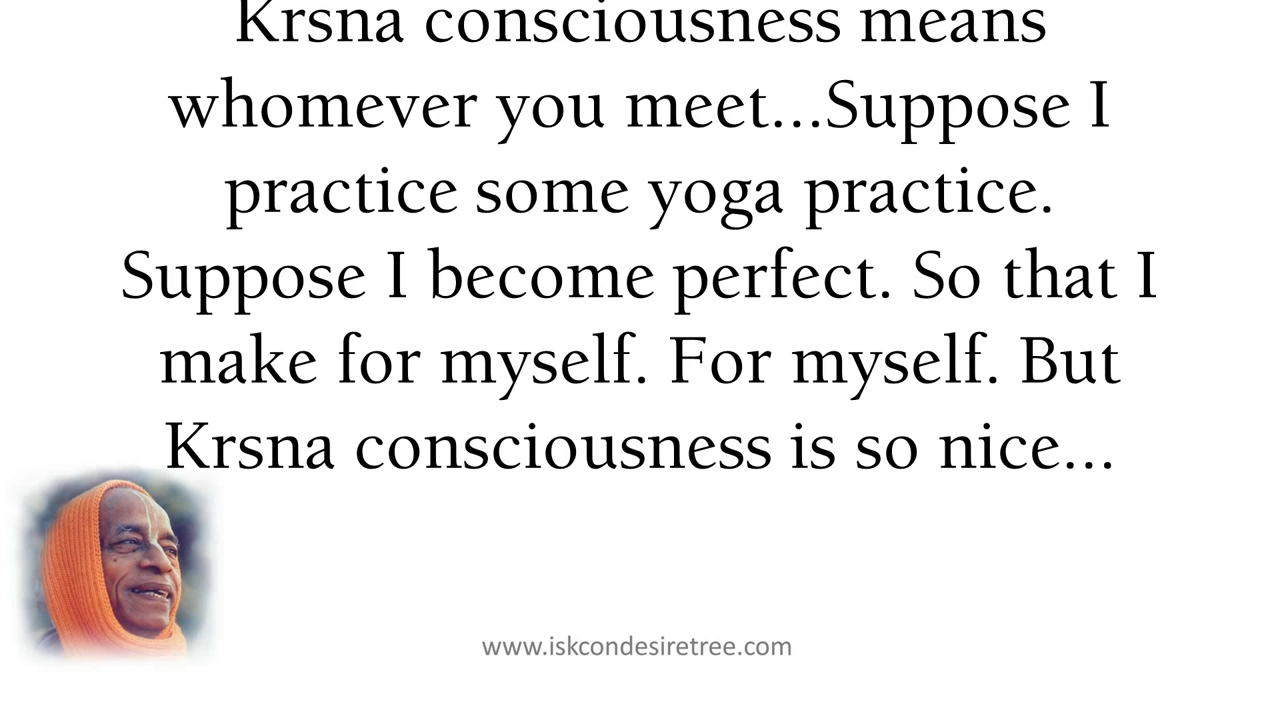 Krsna consciousness means
whomever you meet...Suppose I
practice some yoga practice.
Suppose I become perfect. So that I
make for myself. For myself. But
Krsna consciousness is so nice...
www.iskcondesiretree.com